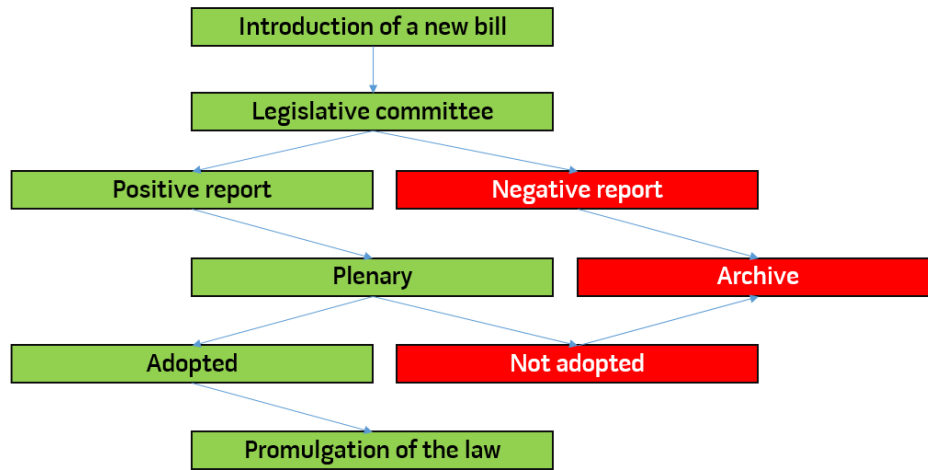 Introduction of a new bill
Legislative committee
Positive report
Negative report
Plenary
Archive
Adopted
Not adopted
Promulgation of the law